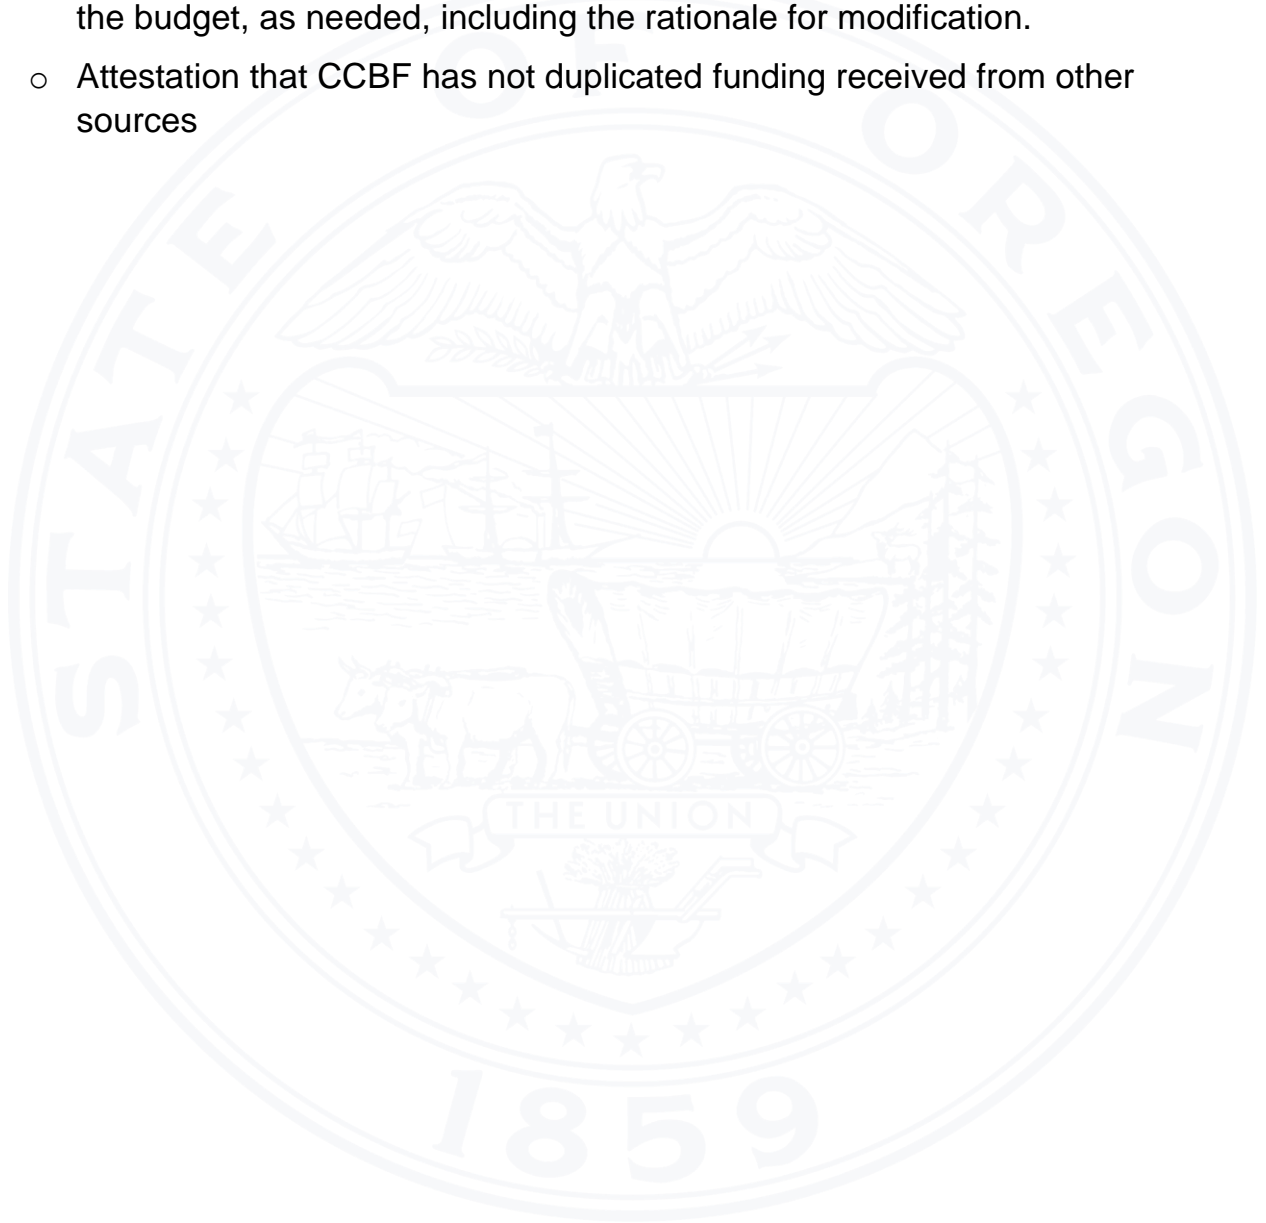 the budget, as needed, including the rationale for modification.
○ Attestation that CCBF has not duplicated funding received from other
sources
STATE OF OREGON
THE UNION
1859